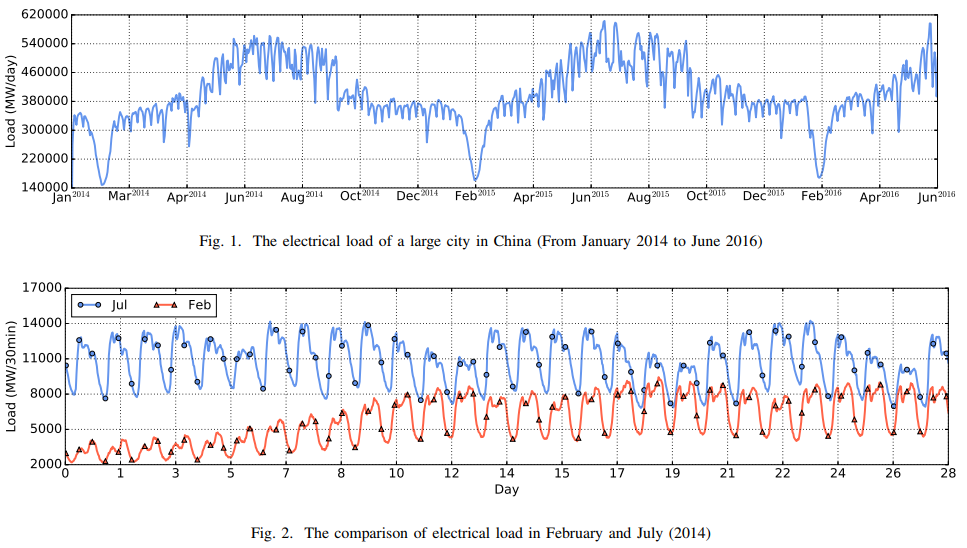 620000
540000
460000
380000
300000
220000
140000
Load (MW/day)
Jan2014 Mar2014 Apr2014 Jun2014 Aug2014 Oct2014 Dec2014 Feb2015 Apr2015 Jun2015 Aug2015 Oct2015 Dec2015 Feb2016 Apr2016 Jun2016
Fig. 1. The electrical load of a large city in China (From January 2014 to June 2016)
17000
14000
11000
8000
5000
2000
Load (MW/30min)
Jul Feb
0 1 3 5 7 8 10 12 14 15 17 19 21 22 24 26 28
Day
Fig. 2. The comparison of electrical load in February and July (2014)